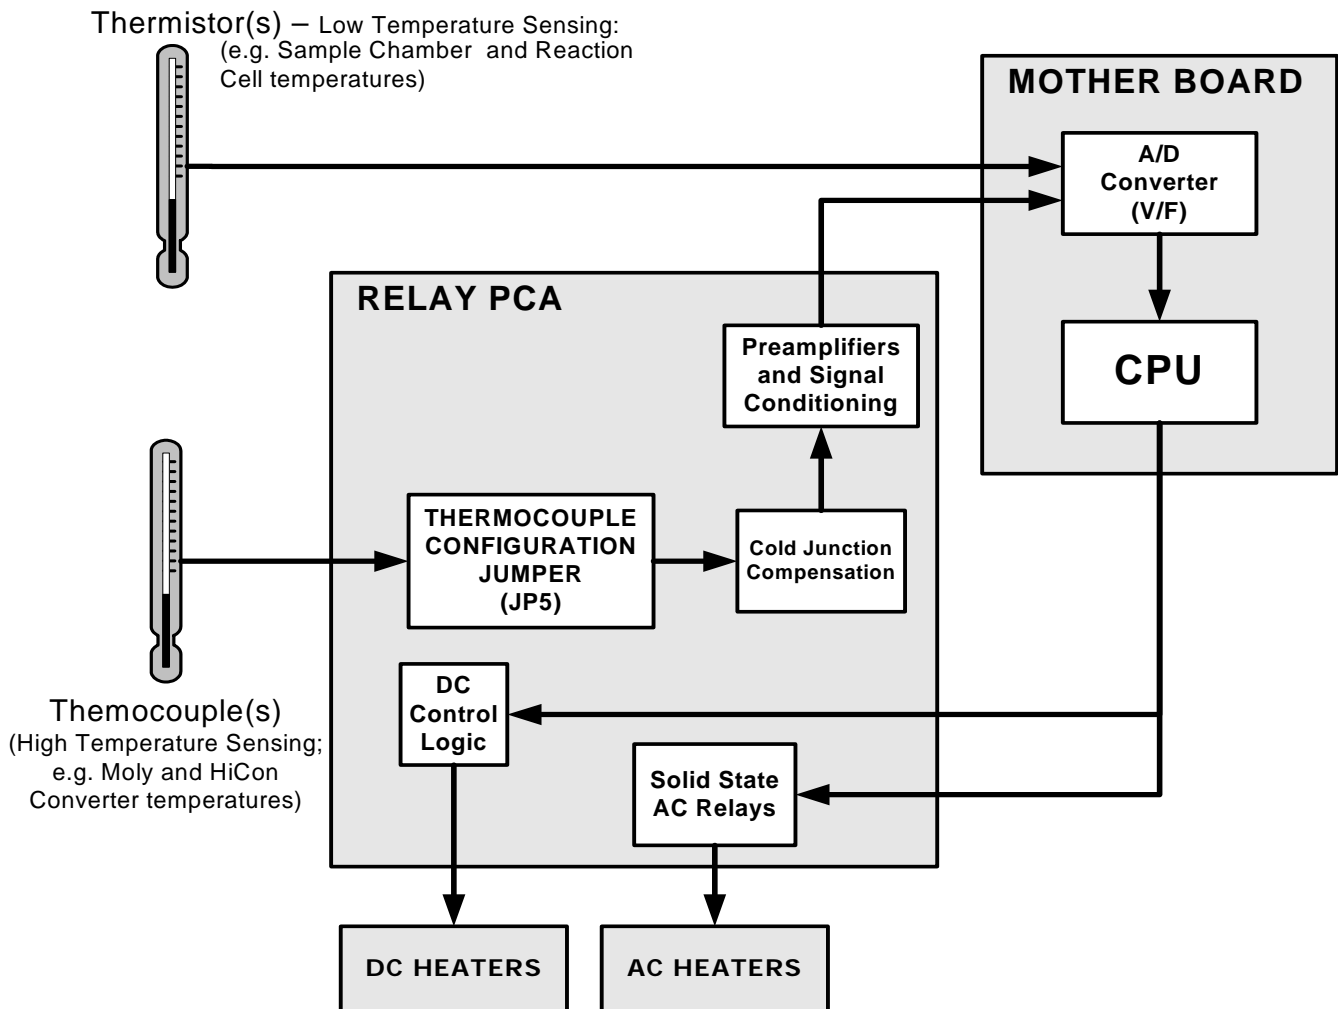 Thermistor(s) – Low Temperature Sensing:
(e.g. Sample Chamber and Reaction
Cell temperatures)
MOTHER BOARD
A/D
Converter
(V/F)
RELAY PCA
CPU
Preamplifiers
and Signal
Conditioning
THERMOCOUPLE
CONFIGURATION
JUMPER
(JP5)
Cold Junction
Compensation
Themocouple(s)
(High Temperature Sensing;
e.g. Moly and HiCon
Converter temperatures)
DC
Control
Logic
Solid State
AC Relays
DC HEATERS
AC HEATERS